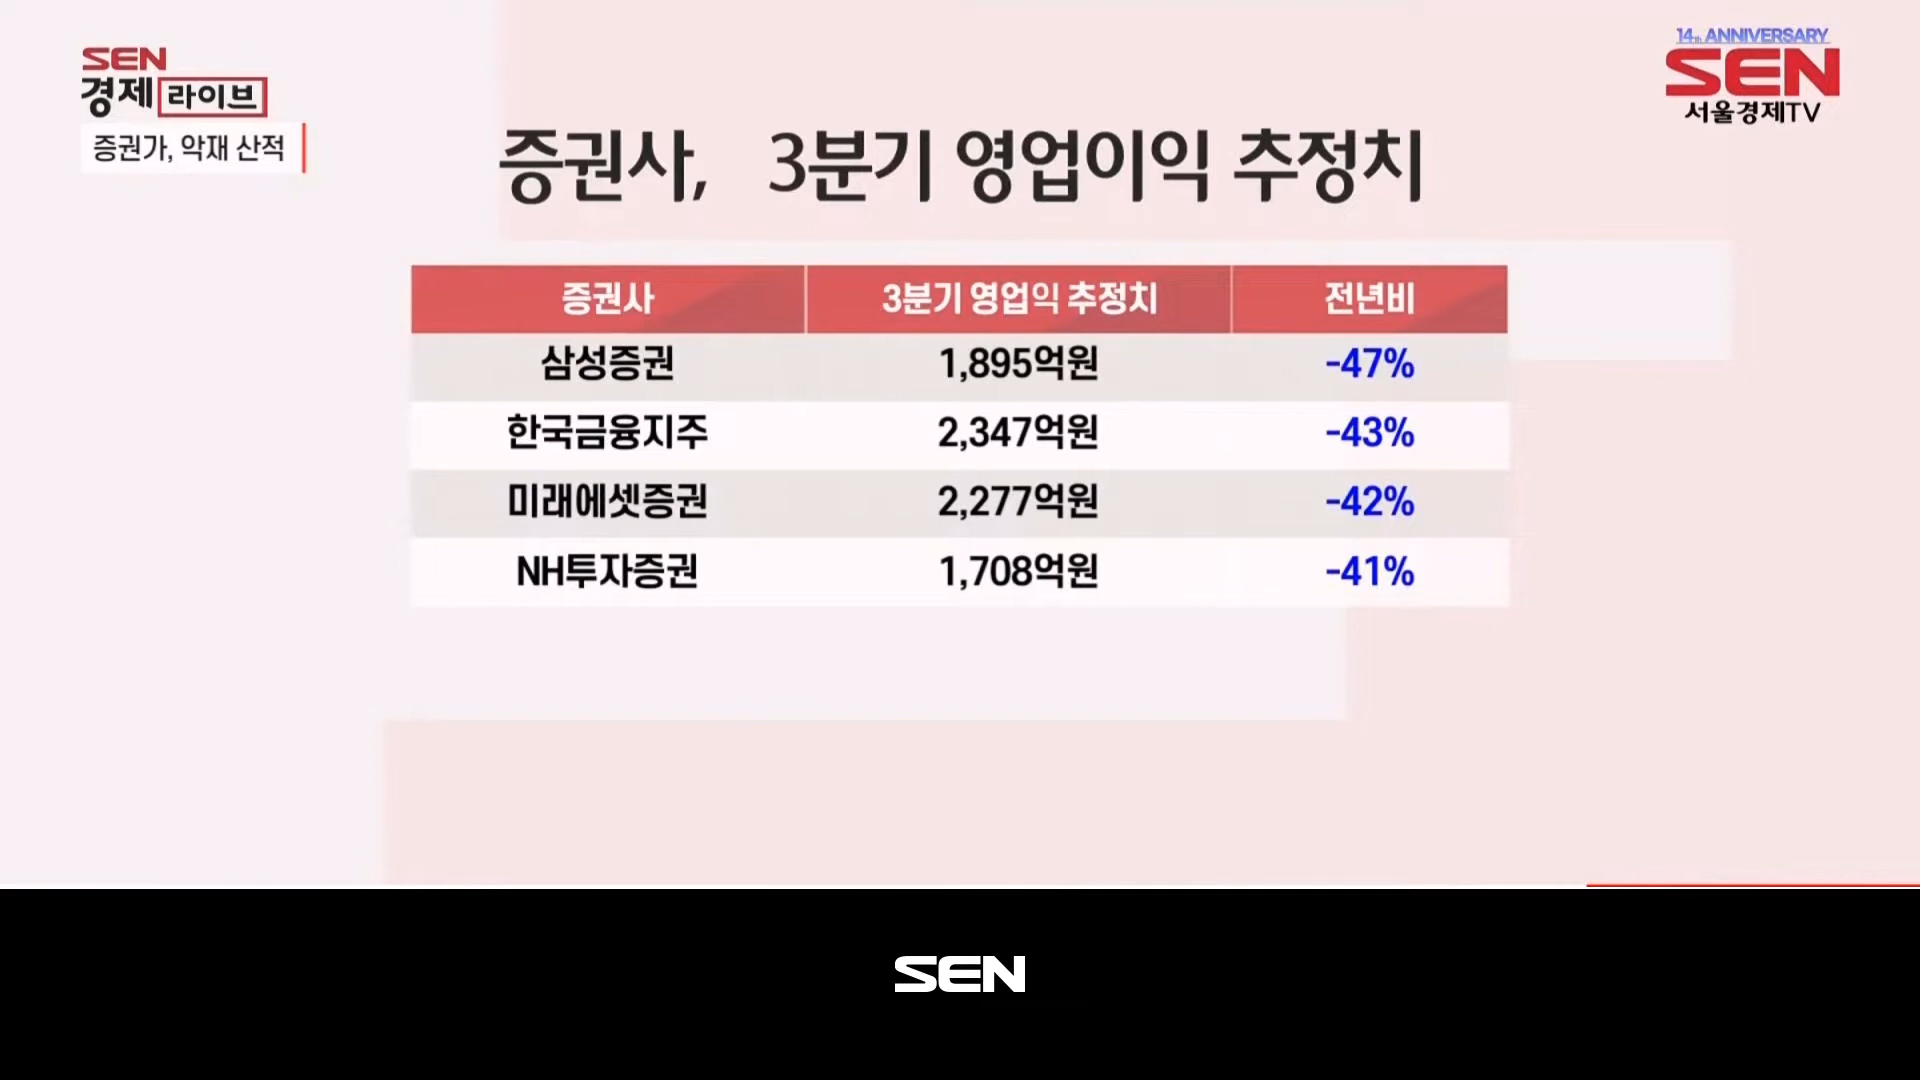 SEN
경제 라이브
증권가, 악재 산적
14th ANNIVERSARY
SEN
서울경제TV
증권사, 3분기 영업이익 추정치
증권사 3분기 영업익 추정치 전년비
삼성증권 1,895억원 -47%
한국금융지주 2,347억원 -43%
미래에셋증권 2,277억원 -42%
NH투자증권 1,708억원 -41%
SEN